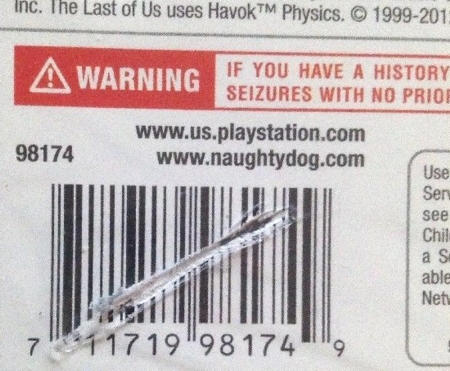 Inc. The Last of Us uses Havok™ Physics. © 1999-201
WARNING
IF YOU HAVE A HISTORY
SEIZURES WITH NO PRIOR
www.us.playstation.com
98174
www.naughtydog.com
Use
Serv
see
Chil
a S
able
Netv
7 11719 98174 9